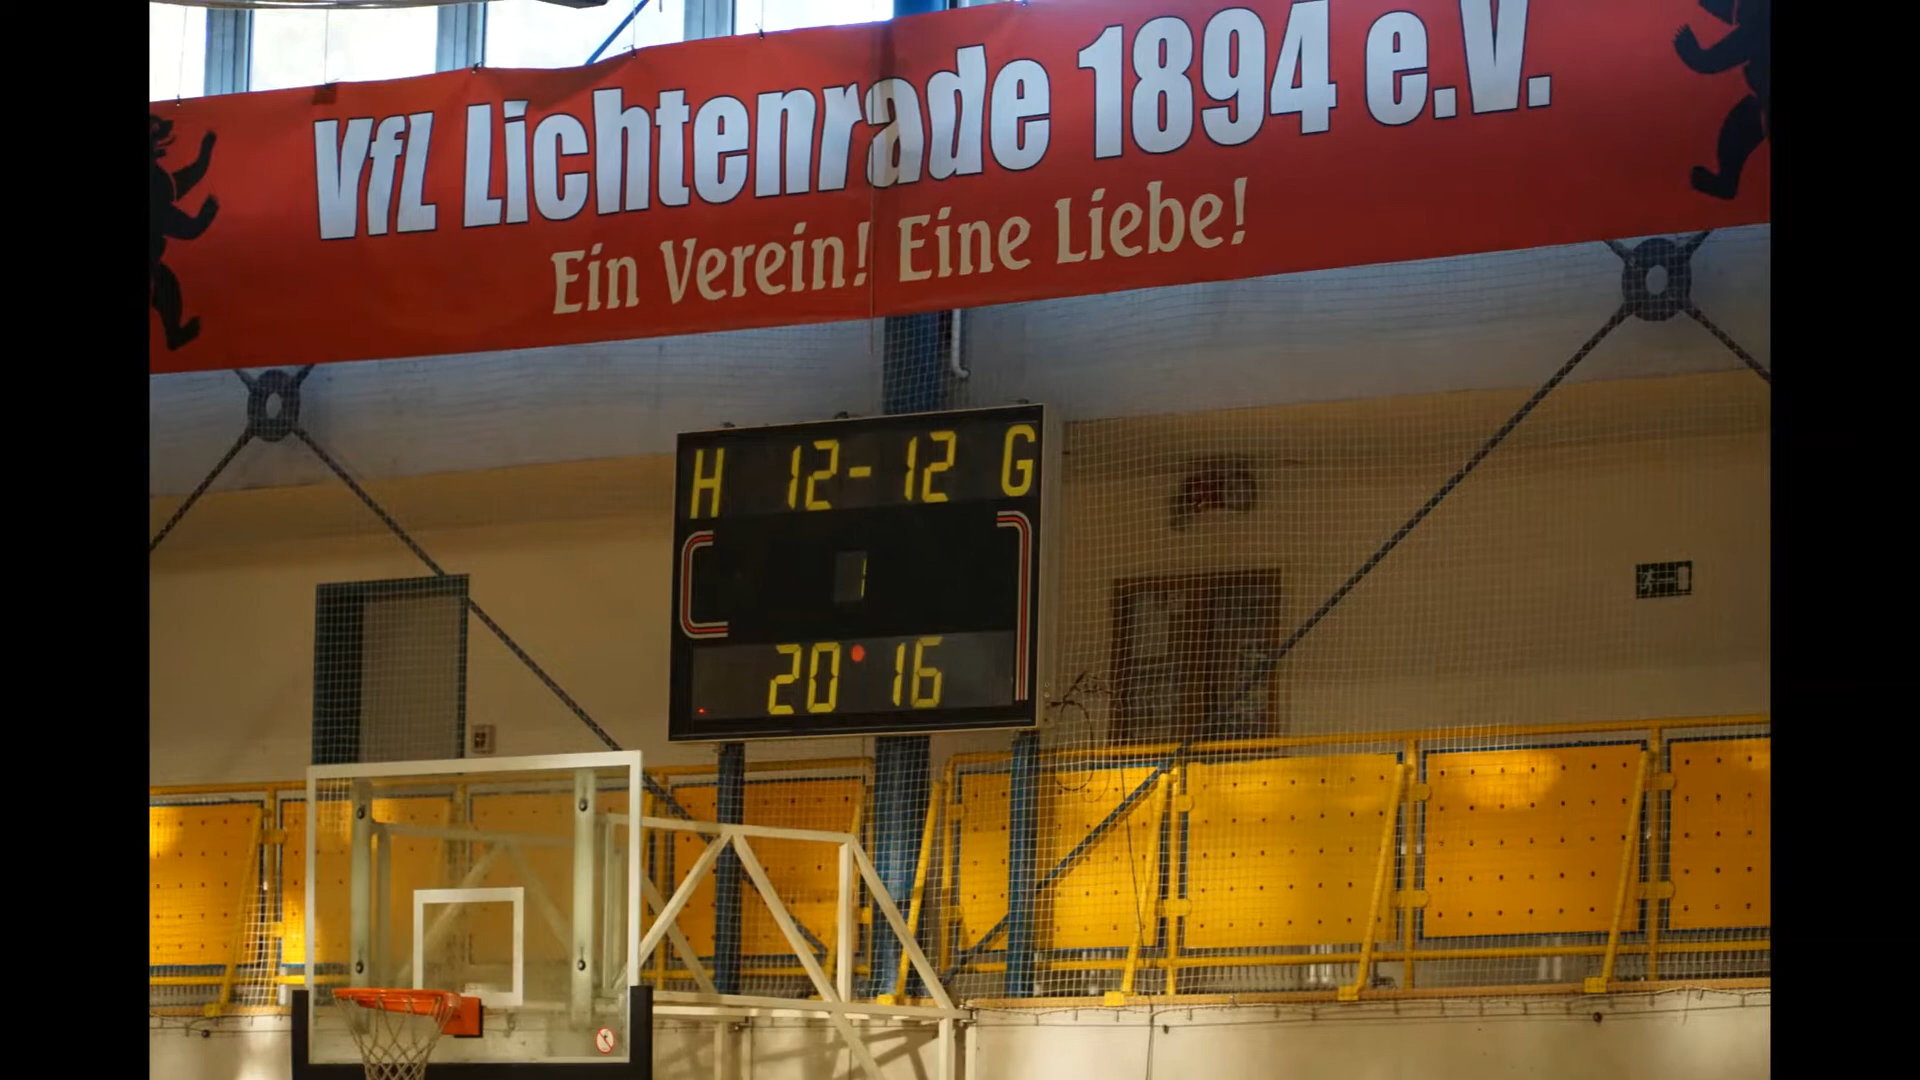 VfL Lichtenrade 1894 e.V.
Ein Verein! Eine Liebe!
H 12-12 G
1
20 16